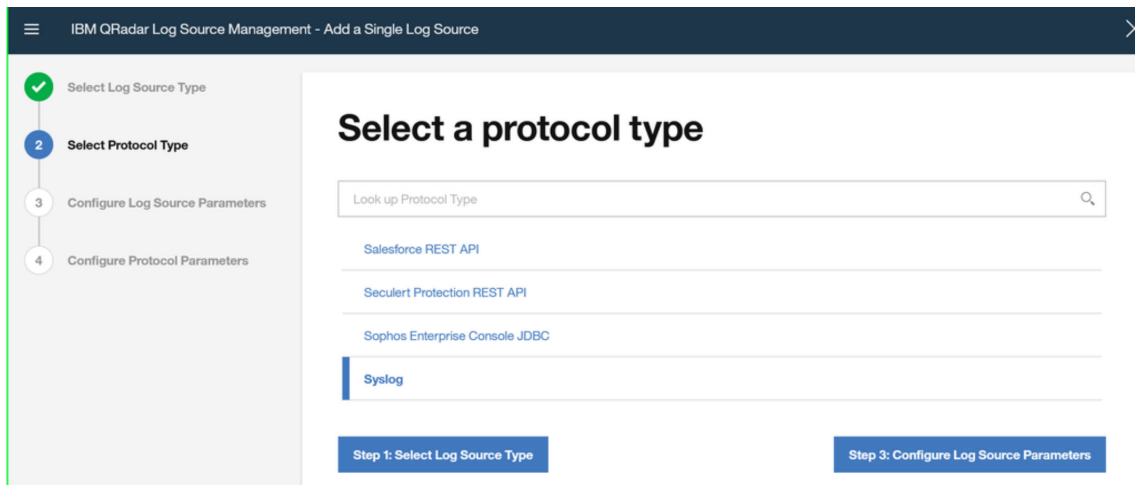 IBM QRadar Log Source Management - Add a Single Log Source
Select Log Source Type
2 Select Protocol Type
3 Configure Log Source Parameters
4 Configure Protocol Parameters
Select a protocol type
Look up Protocol Type
Salesforce REST API
Seculert Protection REST API
Sophos Enterprise Console JDBC
Syslog
Step 1: Select Log Source Type
Step 3: Configure Log Source Parameters